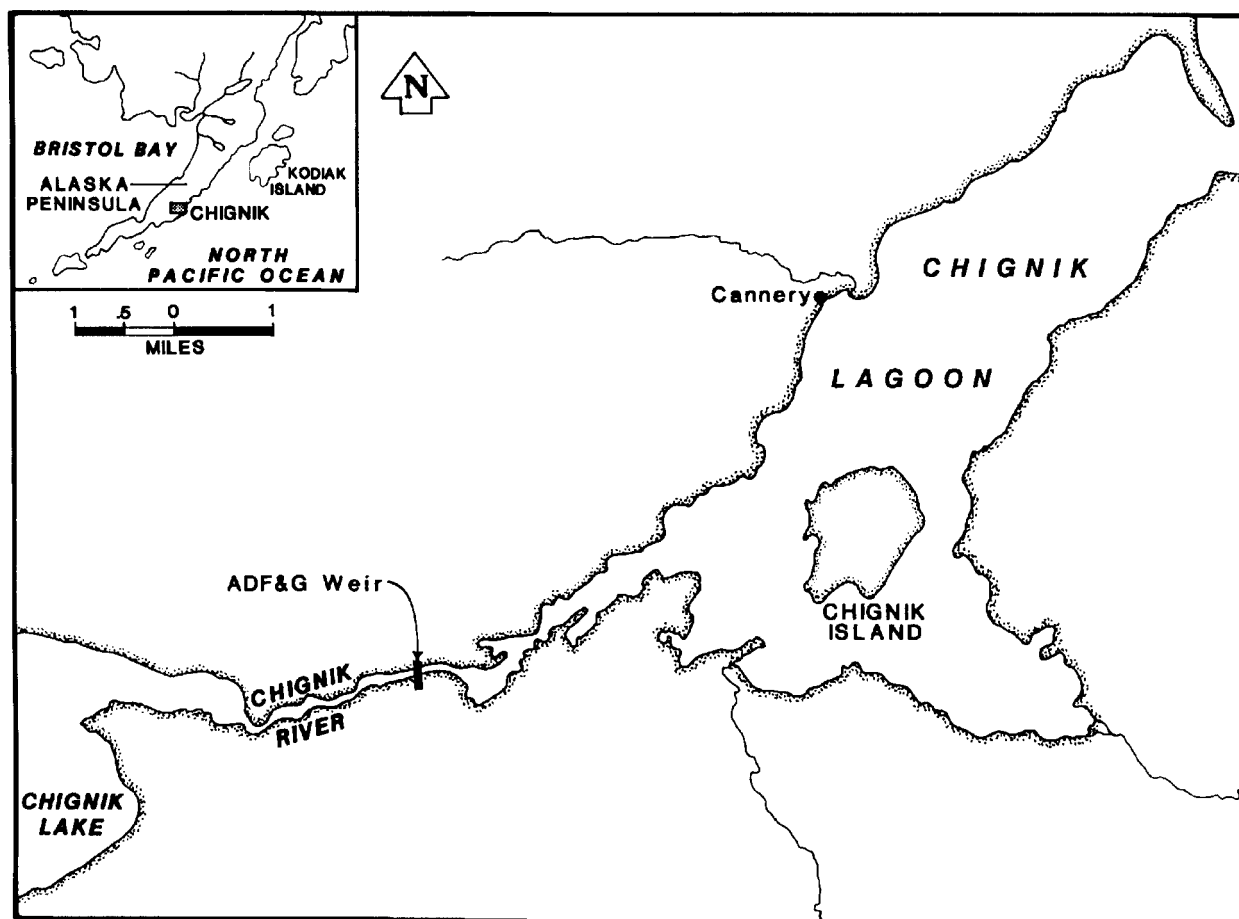 BRISTOL BAY
ALASKA
PENINSULA
KODIAK
ISLAND
CHIGNIK
NORTH
PACIFIC OCEAN
N
1 .5 0 1
MILES
Cannery
CHIGNIK
LAGOON
CHIGNIK
ISLAND
ADF&G Weir
CHIGNIK
RIVER
CHIGNIK
LAKE